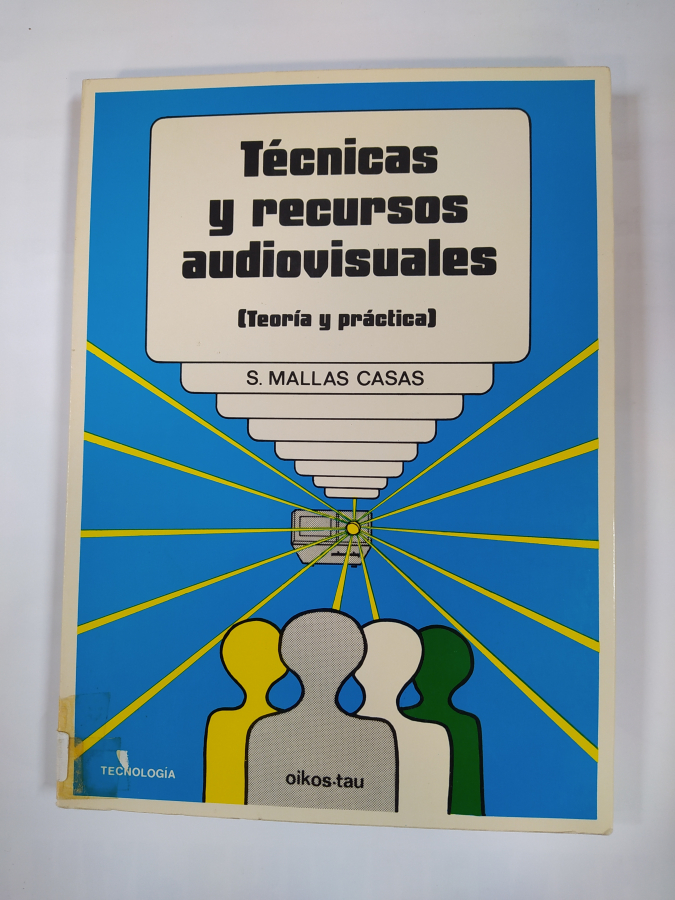 Técnicas
y recursos
audiovisuales
(Teoría y práctica)
S. MALLAS CASAS
TECNOLOGÍA
oikos·tau